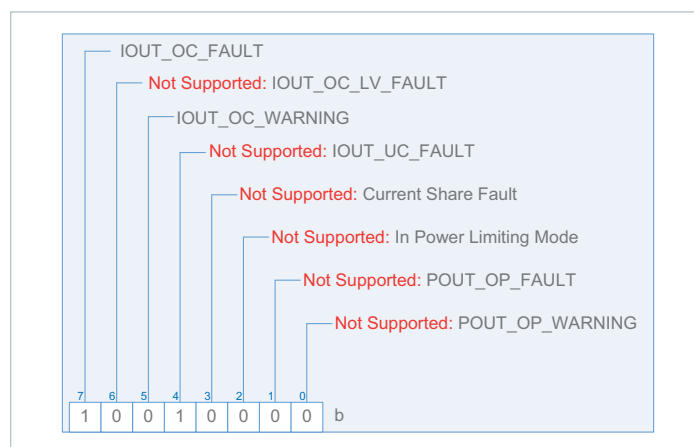 IOUT_OC_FAULT
Not Supported: IOUT_OC_LV_FAULT
IOUT_OC_WARNING
Not Supported: IOUT_UC_FAULT
Not Supported: Current Share Fault
Not Supported: In Power Limiting Mode
Not Supported: POUT_OP_FAULT
Not Supported: POUT_OP_WARNING
7 6 5 4 3 2 1 0
1 0 0 1 0 0 0 0 b